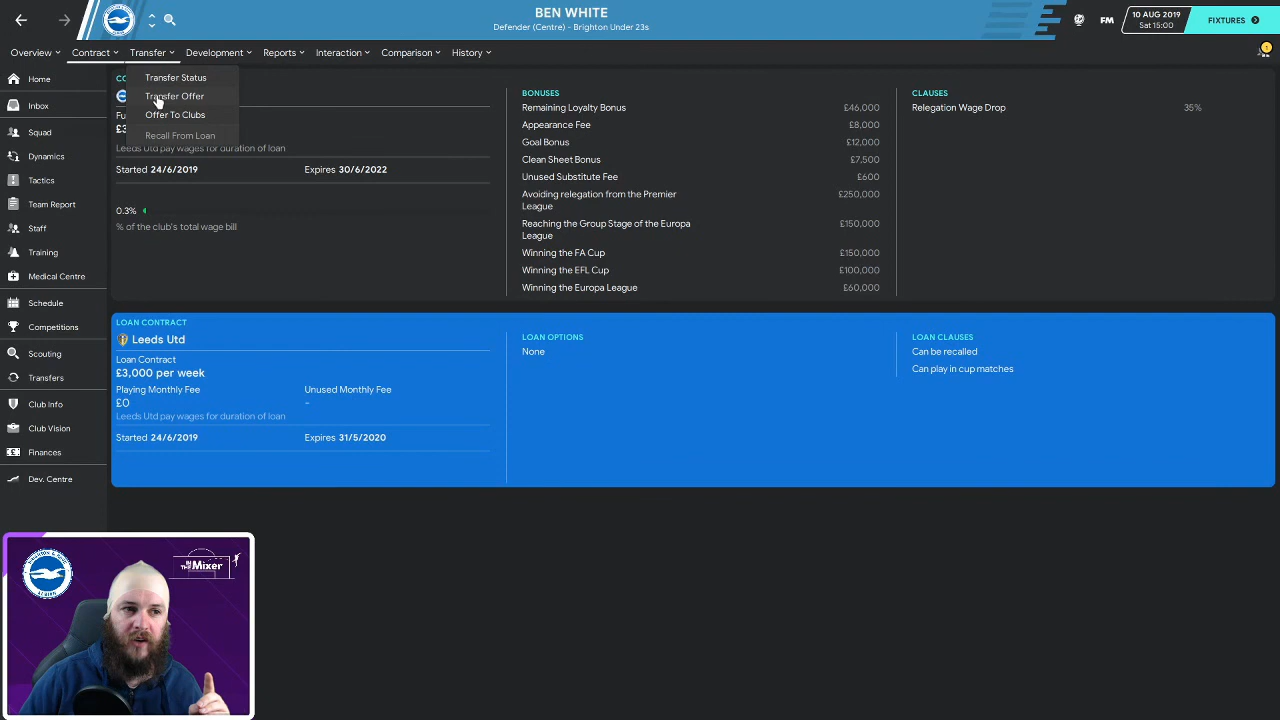 BEN WHITE
Defender (Centre) - Brighton Under 23s
FM
10 AUG 2019
Sat 15:00
FIXTURES
Overview
Contract
Transfer
Development
Reports
Interaction
Comparison
History
1
Home
Inbox
Squad
Dynamics
Tactics
Team Report
Staff
Training
Medical Centre
Schedule
Competitions
Scouting
Transfers
Club Info
Club Vision
Finances
Dev. Centre
Transfer Status
Transfer Offer
Offer To Clubs
Recall From Loan
CO
Fu
£3
Leeds Utd pay wages for duration of loan
Started 24/6/2019 Expires 30/6/2022
0.3%
% of the club's total wage bill
BONUSES
Remaining Loyalty Bonus £46,000
Appearance Fee £8,000
Goal Bonus £12,000
Clean Sheet Bonus £7,500
Unused Substitute Fee £600
Avoiding relegation from the Premier £250,000
League
Reaching the Group Stage of the Europa £150,000
League
Winning the FA Cup £150,000
Winning the EFL Cup £100,000
Winning the Europa League £60,000
CLAUSES
Relegation Wage Drop 35%
LOAN CONTRACT
Leeds Utd
Loan Contract
£3,000 per week
Playing Monthly Fee Unused Monthly Fee
£0 -
Leeds Utd pay wages for duration of loan
Started 24/6/2019 Expires 31/5/2020
LOAN OPTIONS
None
LOAN CLAUSES
Can be recalled
Can play in cup matches
IN THE Mixer